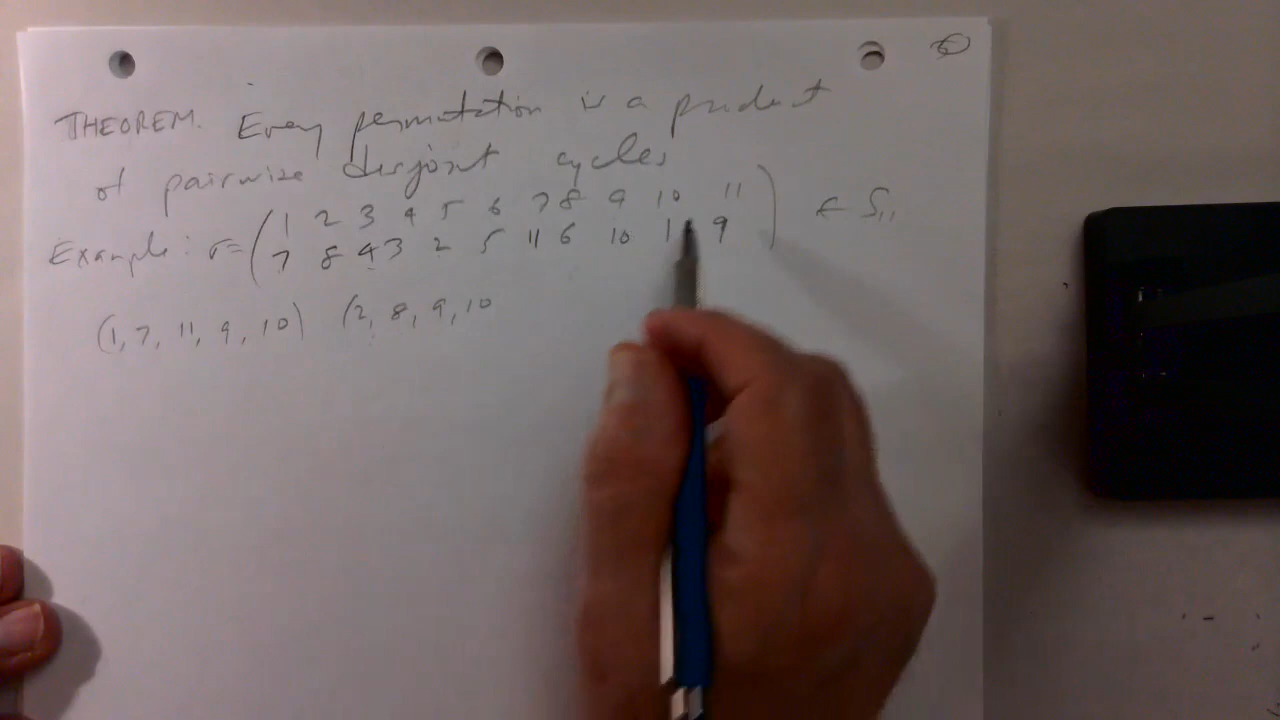 THEOREM. Every permutation is a product
of pairwise disjoint cycles
1 2 3 4 5 6 7 8 9 10 11
Example: σ = ( ) ∈ S₁₁
7 8 4 3 2 5 11 6 10 1 9
(1, 7, 11, 9, 10) (2, 8, 9, 10